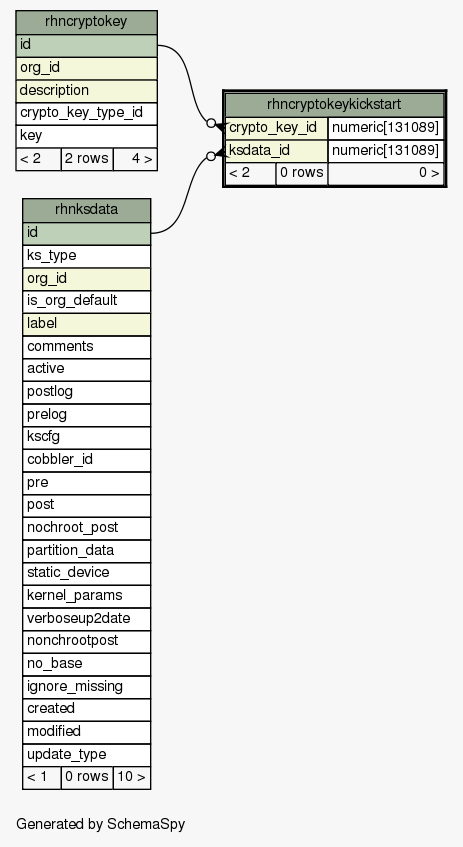 rhncryptokey
id
org_id
description
crypto_key_type_id
key
< 2 2 rows 4 >
rhncryptokeykickstart
crypto_key_id numeric[131089]
ksdata_id numeric[131089]
< 2 0 rows 0 >
rhnksdata
id
ks_type
org_id
is_org_default
label
comments
active
postlog
prelog
kscfg
cobbler_id
pre
post
nochroot_post
partition_data
static_device
kernel_params
verboseup2date
nonchrootpost
no_base
ignore_missing
created
modified
update_type
< 1 0 rows 10 >
Generated by SchemaSpy